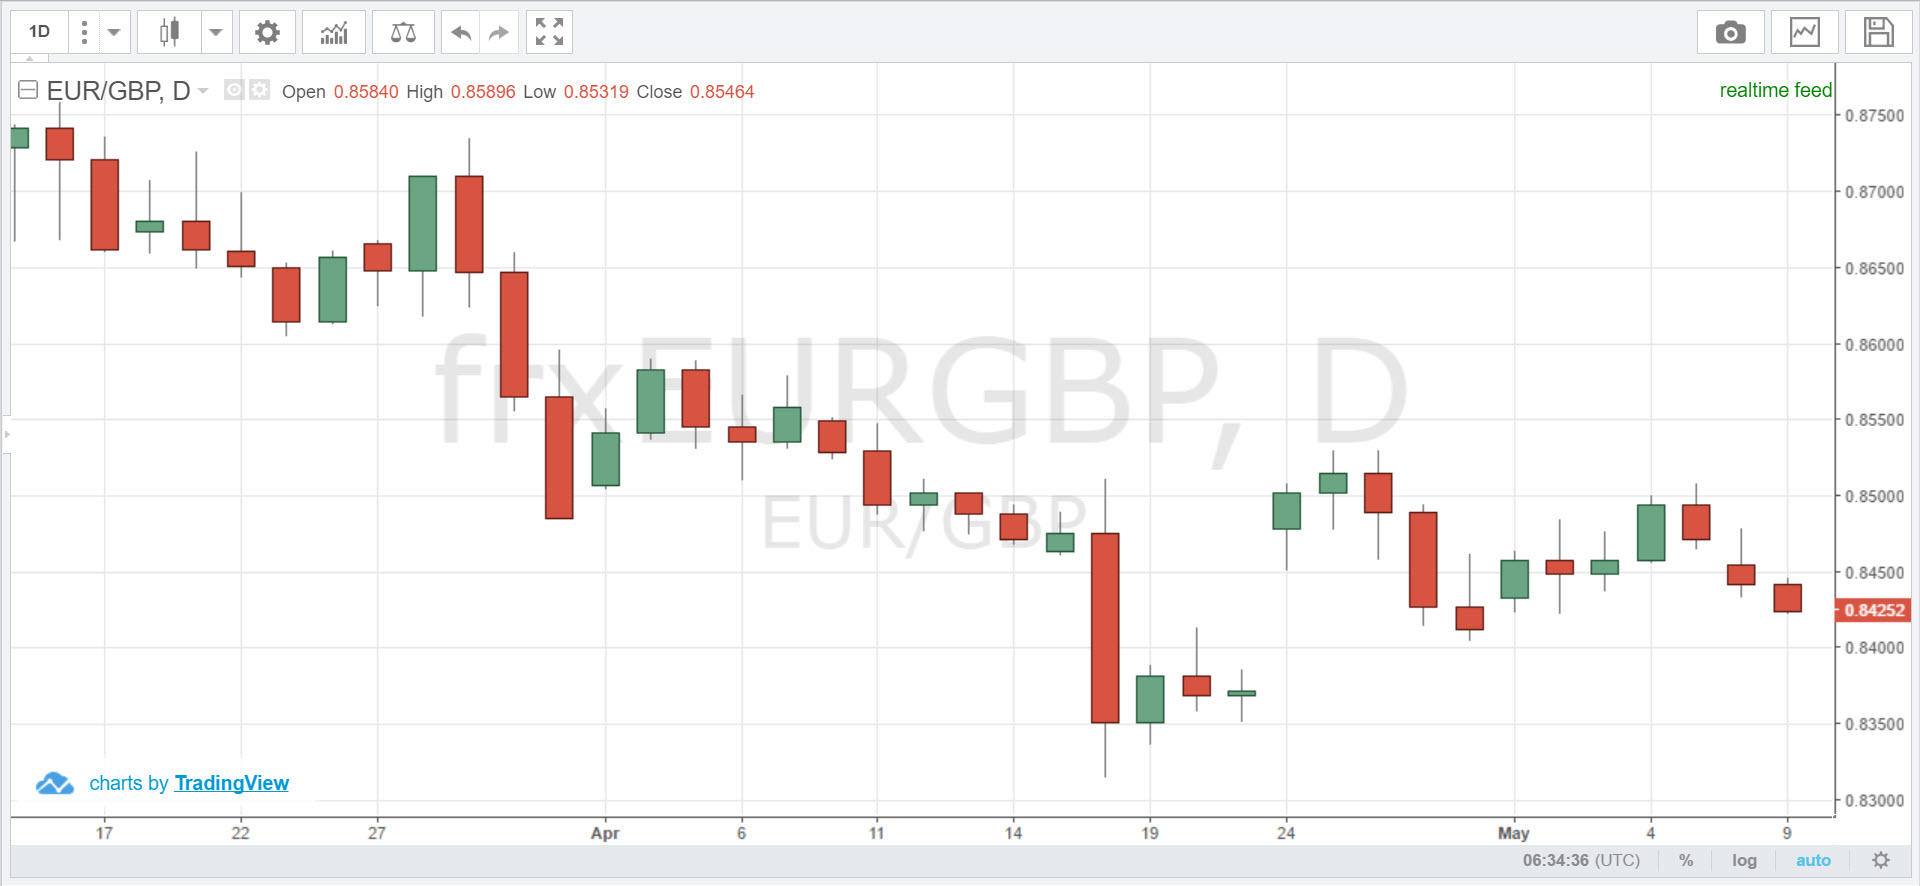 1D
EUR/GBP, D Open 0.85840 High 0.85896 Low 0.85319 Close 0.85464
realtime feed
0.87500
0.87000
0.86500
0.86000
0.85500
0.85000
0.84500
0.84252
0.84000
0.83500
0.83000
frxEURGBP, D
EUR/GBP
charts by TradingView
17 22 27 Apr 6 11 14 19 24 May 4 9
06:34:36 (UTC) % log auto